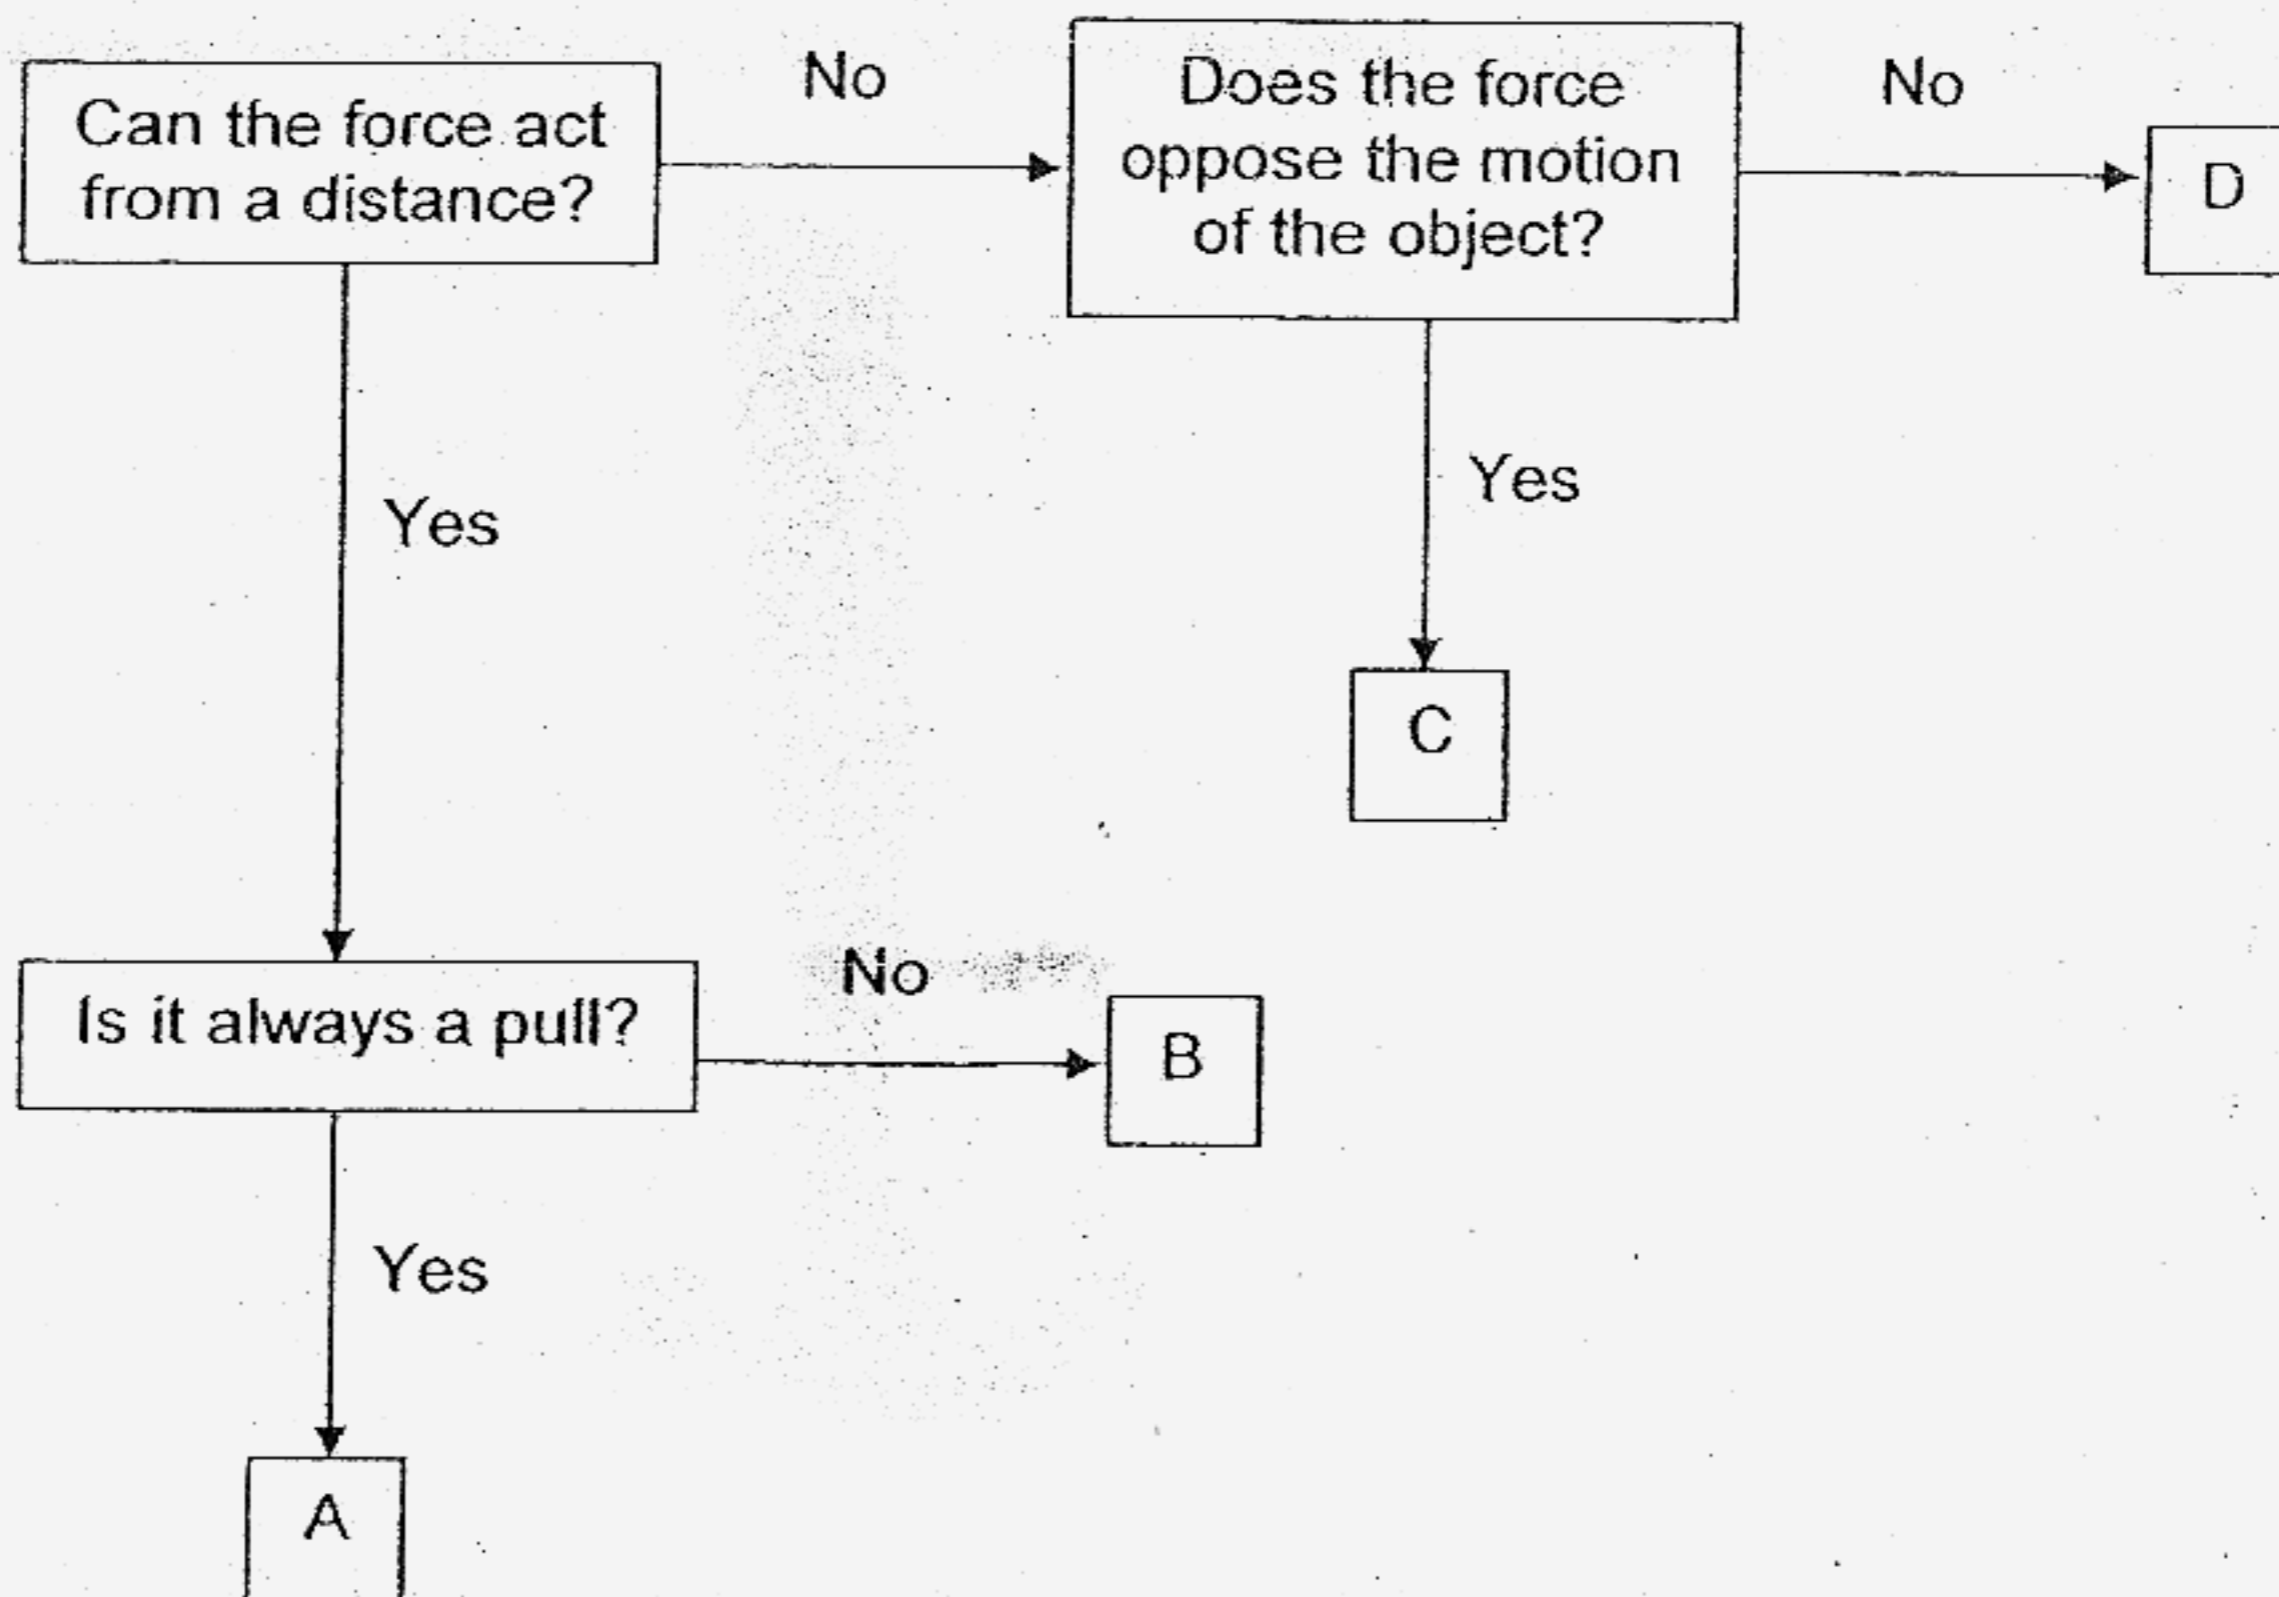 Can the force act
from a distance?
No
Does the force
oppose the motion
of the object?
No
D
Yes
Yes
C
Is it always a pull?
No
B
Yes
A